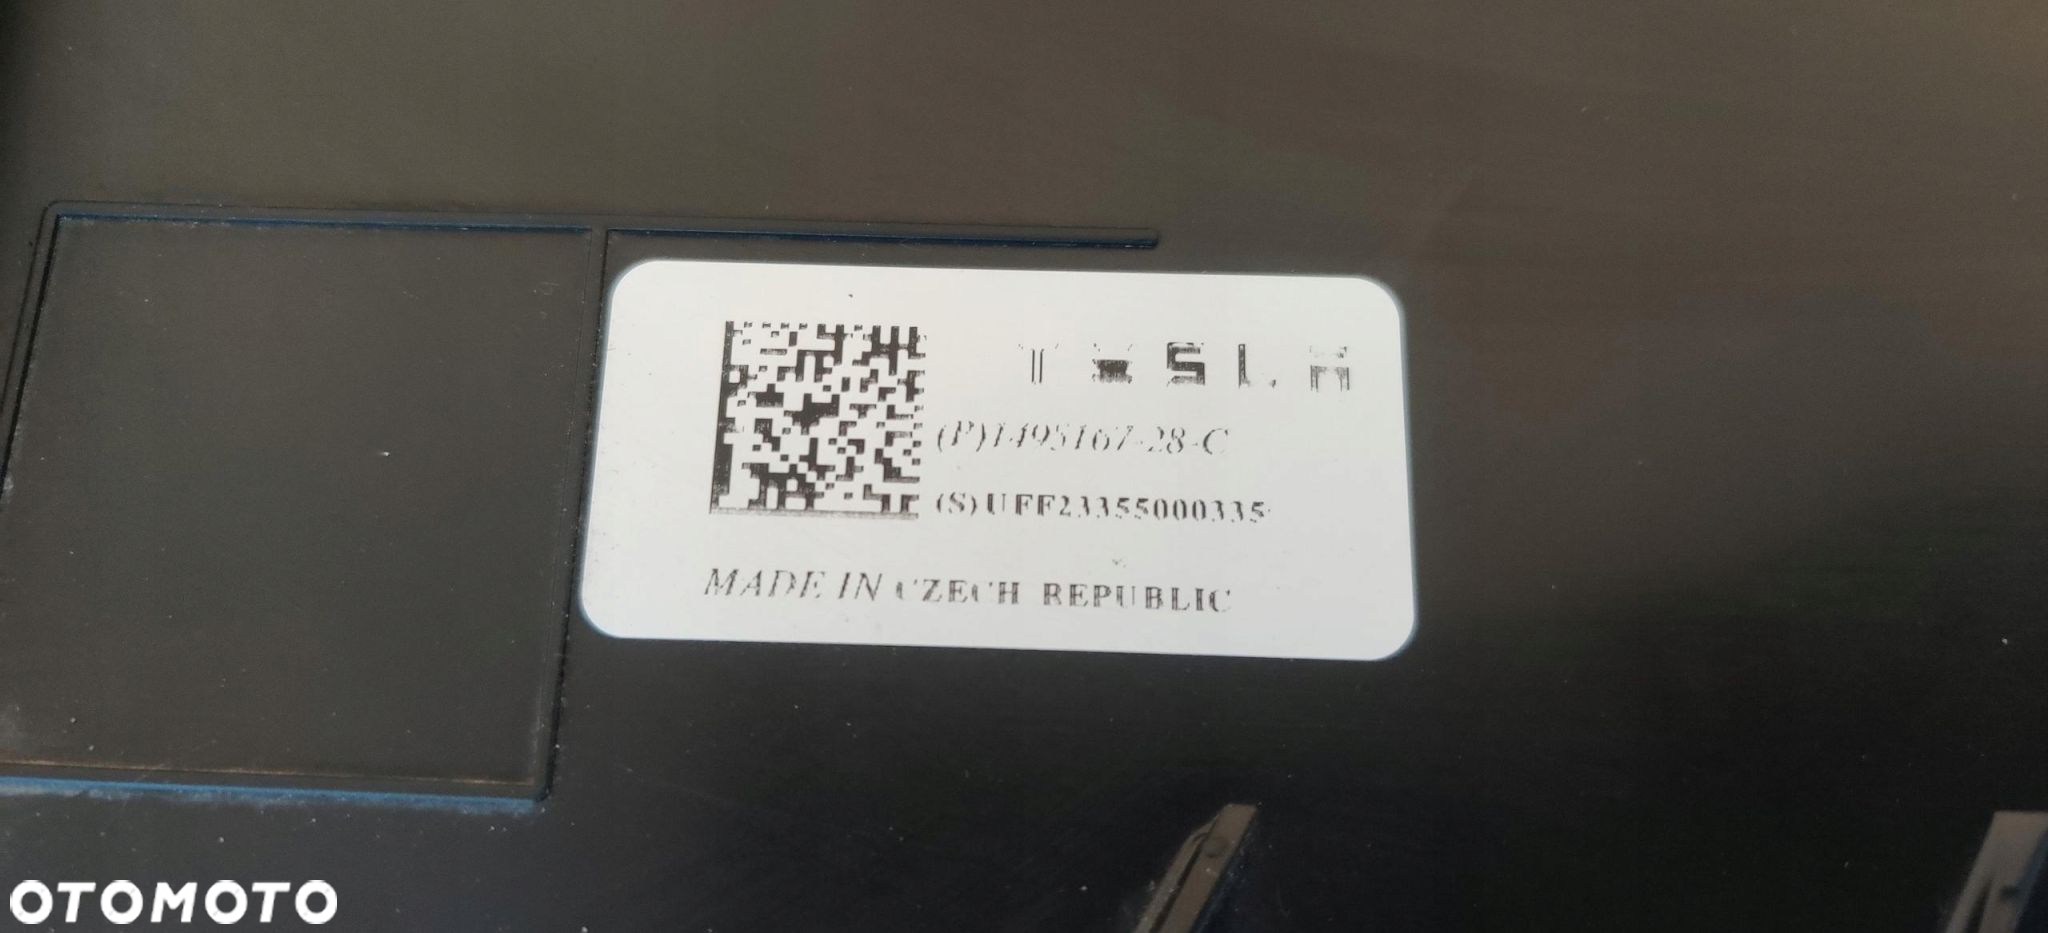 TESLA
(P)1495167-28-C
(S)UFF23355000335
MADE IN CZECH REPUBLIC
OTOMOTO